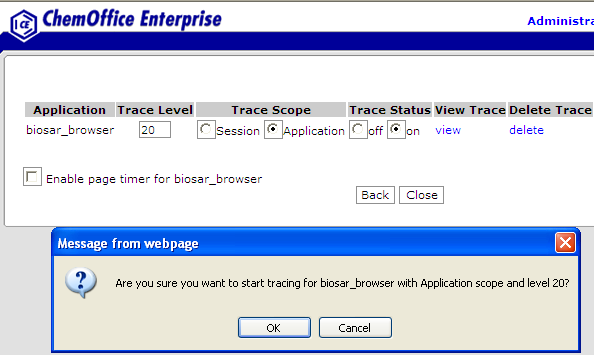 ICE ChemOffice Enterprise
Administra
Application Trace Level Trace Scope Trace Status View Trace Delete Trace
biosar_browser 20 Session Application off on view delete
Enable page timer for biosar_browser
Back Close
Message from webpage
Are you sure you want to start tracing for biosar_browser with Application scope and level 20?
OK Cancel